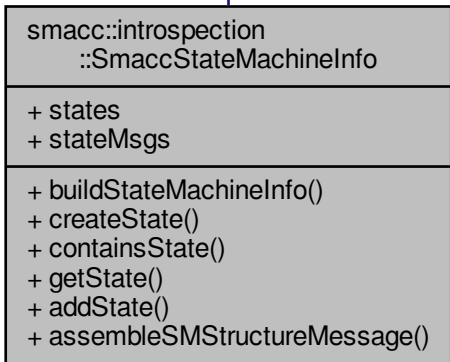 smacc::introspection
::SmaccStateMachineInfo
+ states
+ stateMsgs
+ buildStateMachineInfo()
+ createState()
+ containsState()
+ getState()
+ addState()
+ assembleSMStructureMessage()